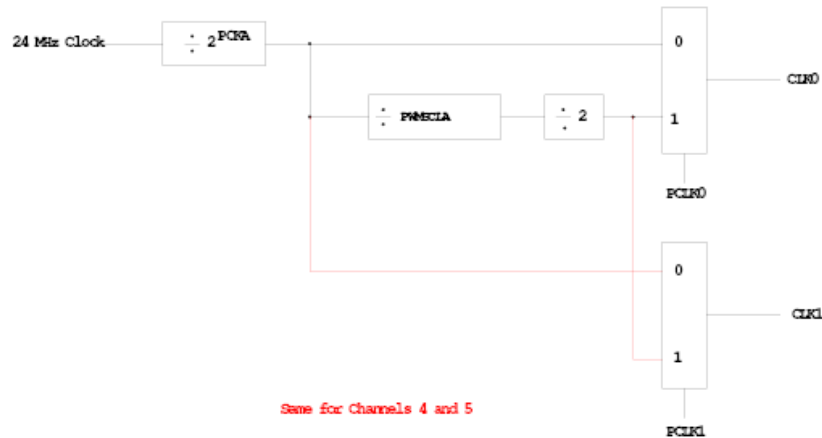 24 MHz Clock
÷ 2^PCKA
0
CLK0
÷ PWMSCLA
÷ 2
1
PCLK0
0
CLK1
1
Same for Channels 4 and 5
PCLK1